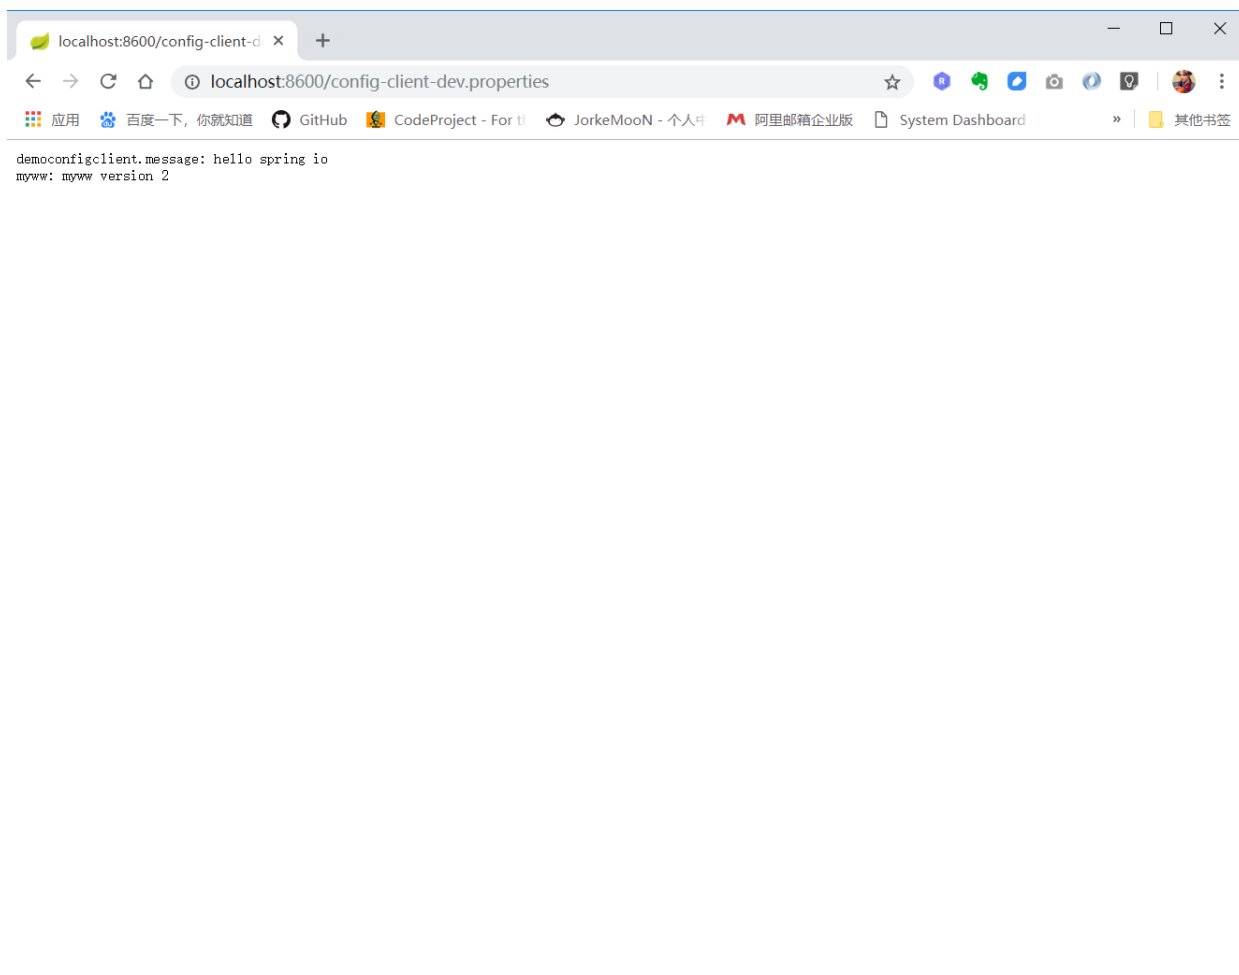 localhost:8600/config-client-d
localhost:8600/config-client-dev.properties
应用 百度一下，你就知道 GitHub CodeProject - For t JorkeMooN - 个人 阿里邮箱企业版 System Dashboard » 其他书签
democonfigclient.message: hello spring io
myww: myww version 2